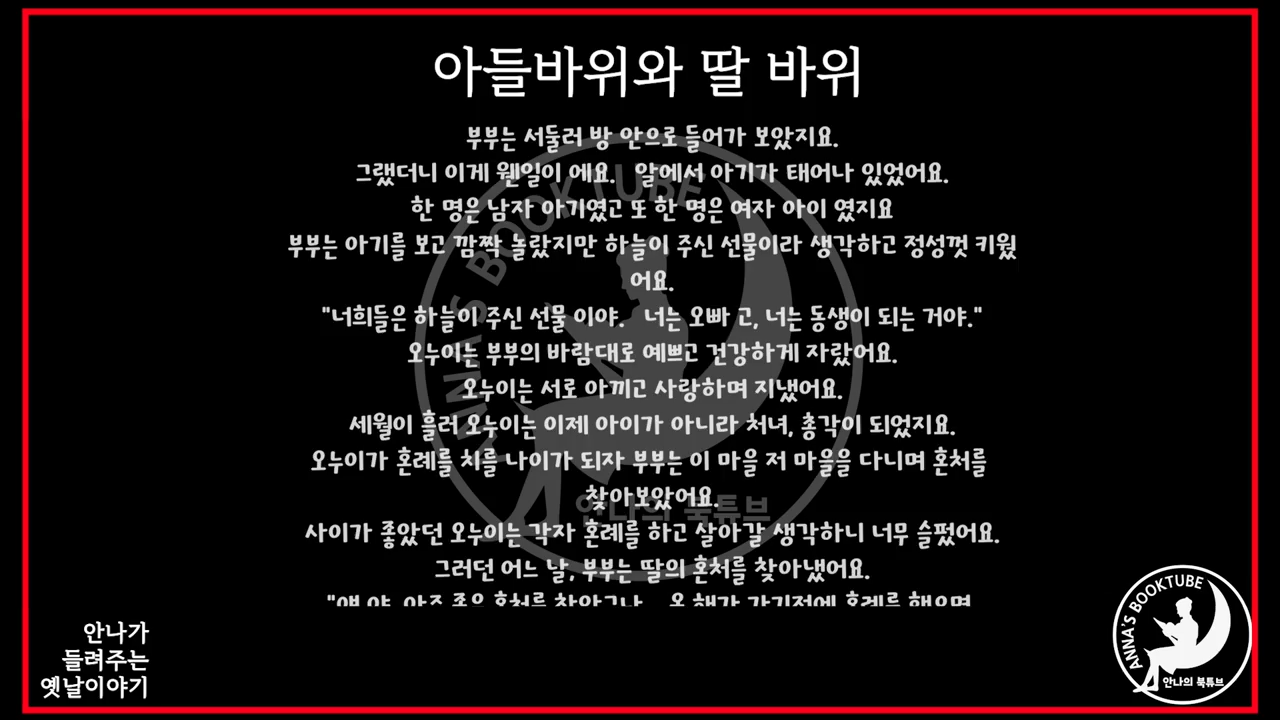 아들바위와 딸 바위
부부는 서둘러 방 안으로 들어가 보았지요.
그랬더니 이게 웬일이 에요. 알에서 아기가 태어나 있었어요.
한 명은 남자 아기였고 또 한 명은 여자 아이 였지요
부부는 아기를 보고 깜짝 놀랐지만 하늘이 주신 선물이라 생각하고 정성껏 키웠
어요.
"너희들은 하늘이 주신 선물 이야. 너는 오빠 고, 너는 동생이 되는 거야."
오누이는 부부의 바람대로 예쁘고 건강하게 자랐어요.
오누이는 서로 아끼고 사랑하며 지냈어요.
세월이 흘러 오누이는 이제 아이가 아니라 처녀, 총각이 되었지요.
오누이가 혼례를 치를 나이가 되자 부부는 이 마을 저 마을을 다니며 혼처를
찾아보았어요.
사이가 좋았던 오누이는 각자 혼례를 하고 살아갈 생각하니 너무 슬펐어요.
그러던 어느 날, 부부는 딸의 혼처를 찾아냈어요.
ANNA'S BOOKTUBE
안나의 북튜브
안나가
들려주는
옛날이야기
ANNA'S BOOKTUBE
안나의 북튜브